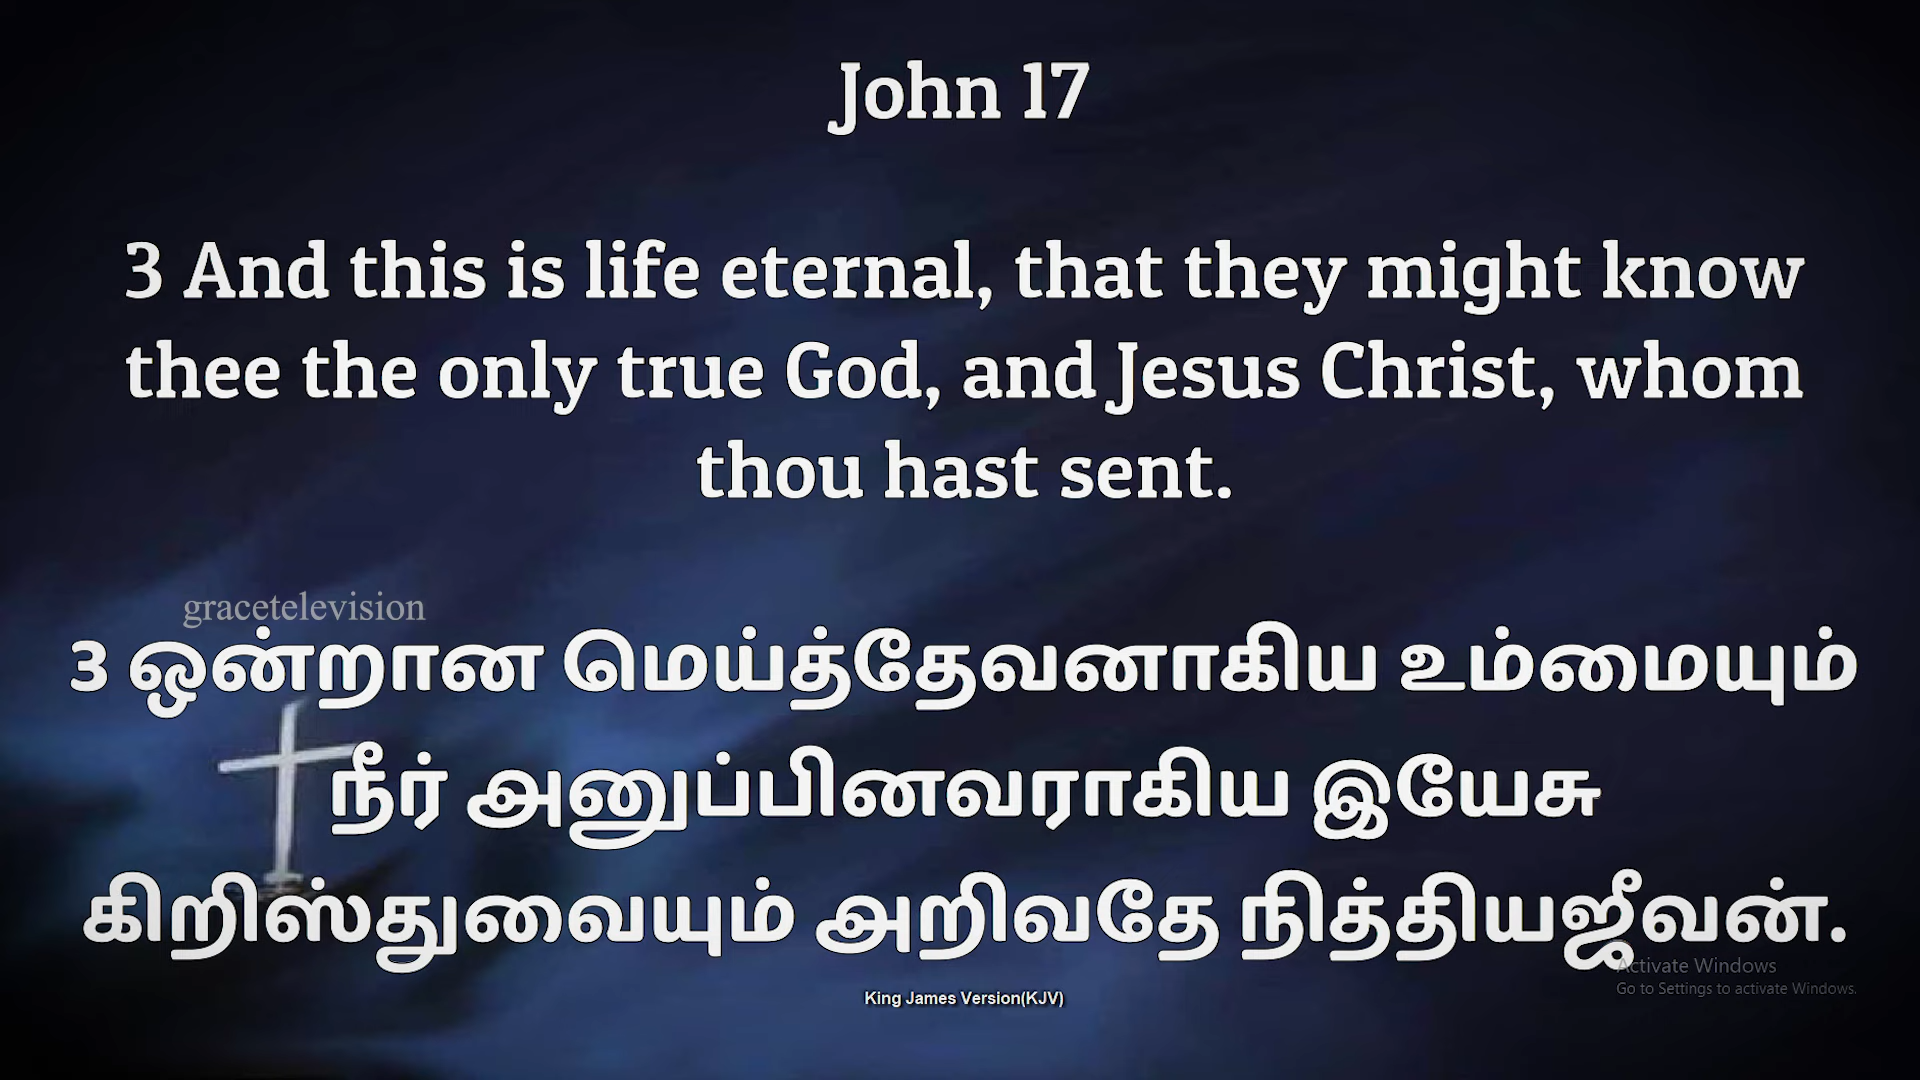 John 17
3 And this is life eternal, that they might know
thee the only true God, and Jesus Christ, whom
thou hast sent.
gracetelevision
3 ஒன்றான மெய்த்தேவனாகிய உம்மையும்
நீர் அனுப்பினவராகிய இயேசு
கிறிஸ்துவையும் அறிவதே நித்தியஜீவன்.
Activate Windows
Go to Settings to activate Windows.
King James Version(KJV)